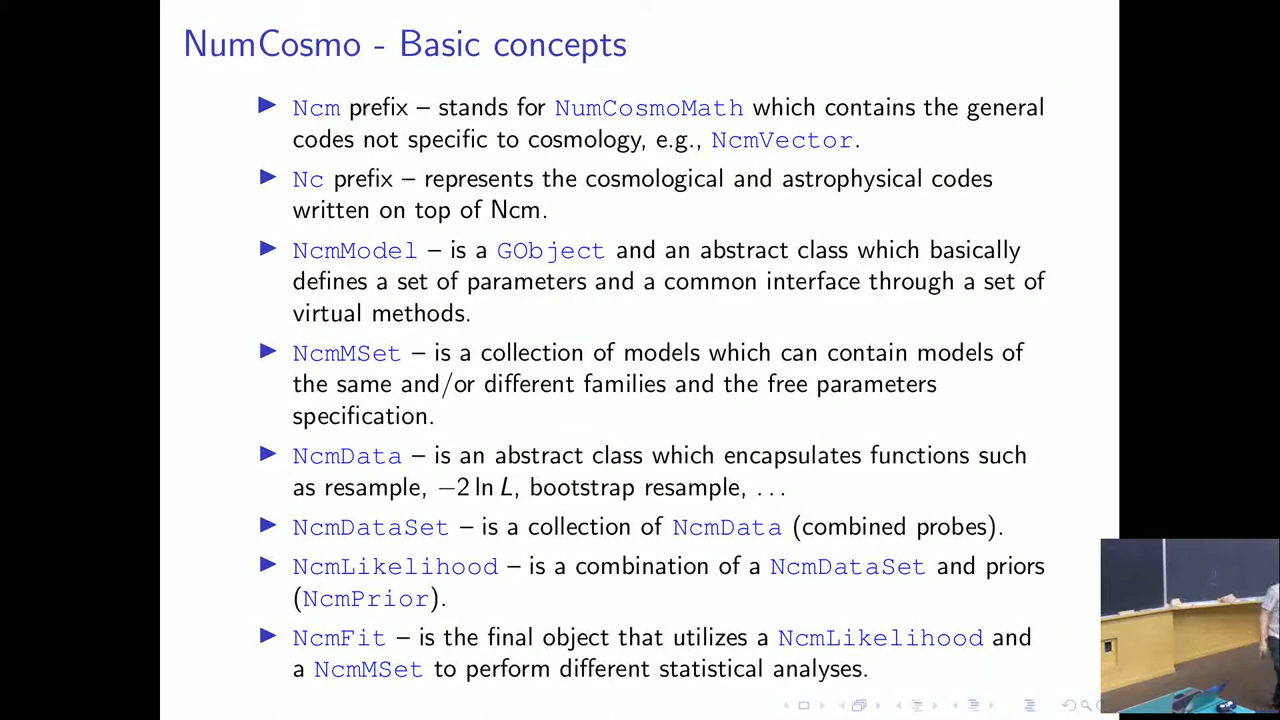 NumCosmo - Basic concepts
Ncm prefix – stands for NumCosmoMath which contains the general
codes not specific to cosmology, e.g., NcmVector.
Nc prefix – represents the cosmological and astrophysical codes
written on top of Ncm.
NcmModel – is a GObject and an abstract class which basically
defines a set of parameters and a common interface through a set of
virtual methods.
NcmMSet – is a collection of models which can contain models of
the same and/or different families and the free parameters
specification.
NcmData – is an abstract class which encapsulates functions such
as resample, −2 ln L, bootstrap resample, ...
NcmDataSet – is a collection of NcmData (combined probes).
NcmLikelihood – is a combination of a NcmDataSet and priors
(NcmPrior).
NcmFit – is the final object that utilizes a NcmLikelihood and
a NcmMSet to perform different statistical analyses.